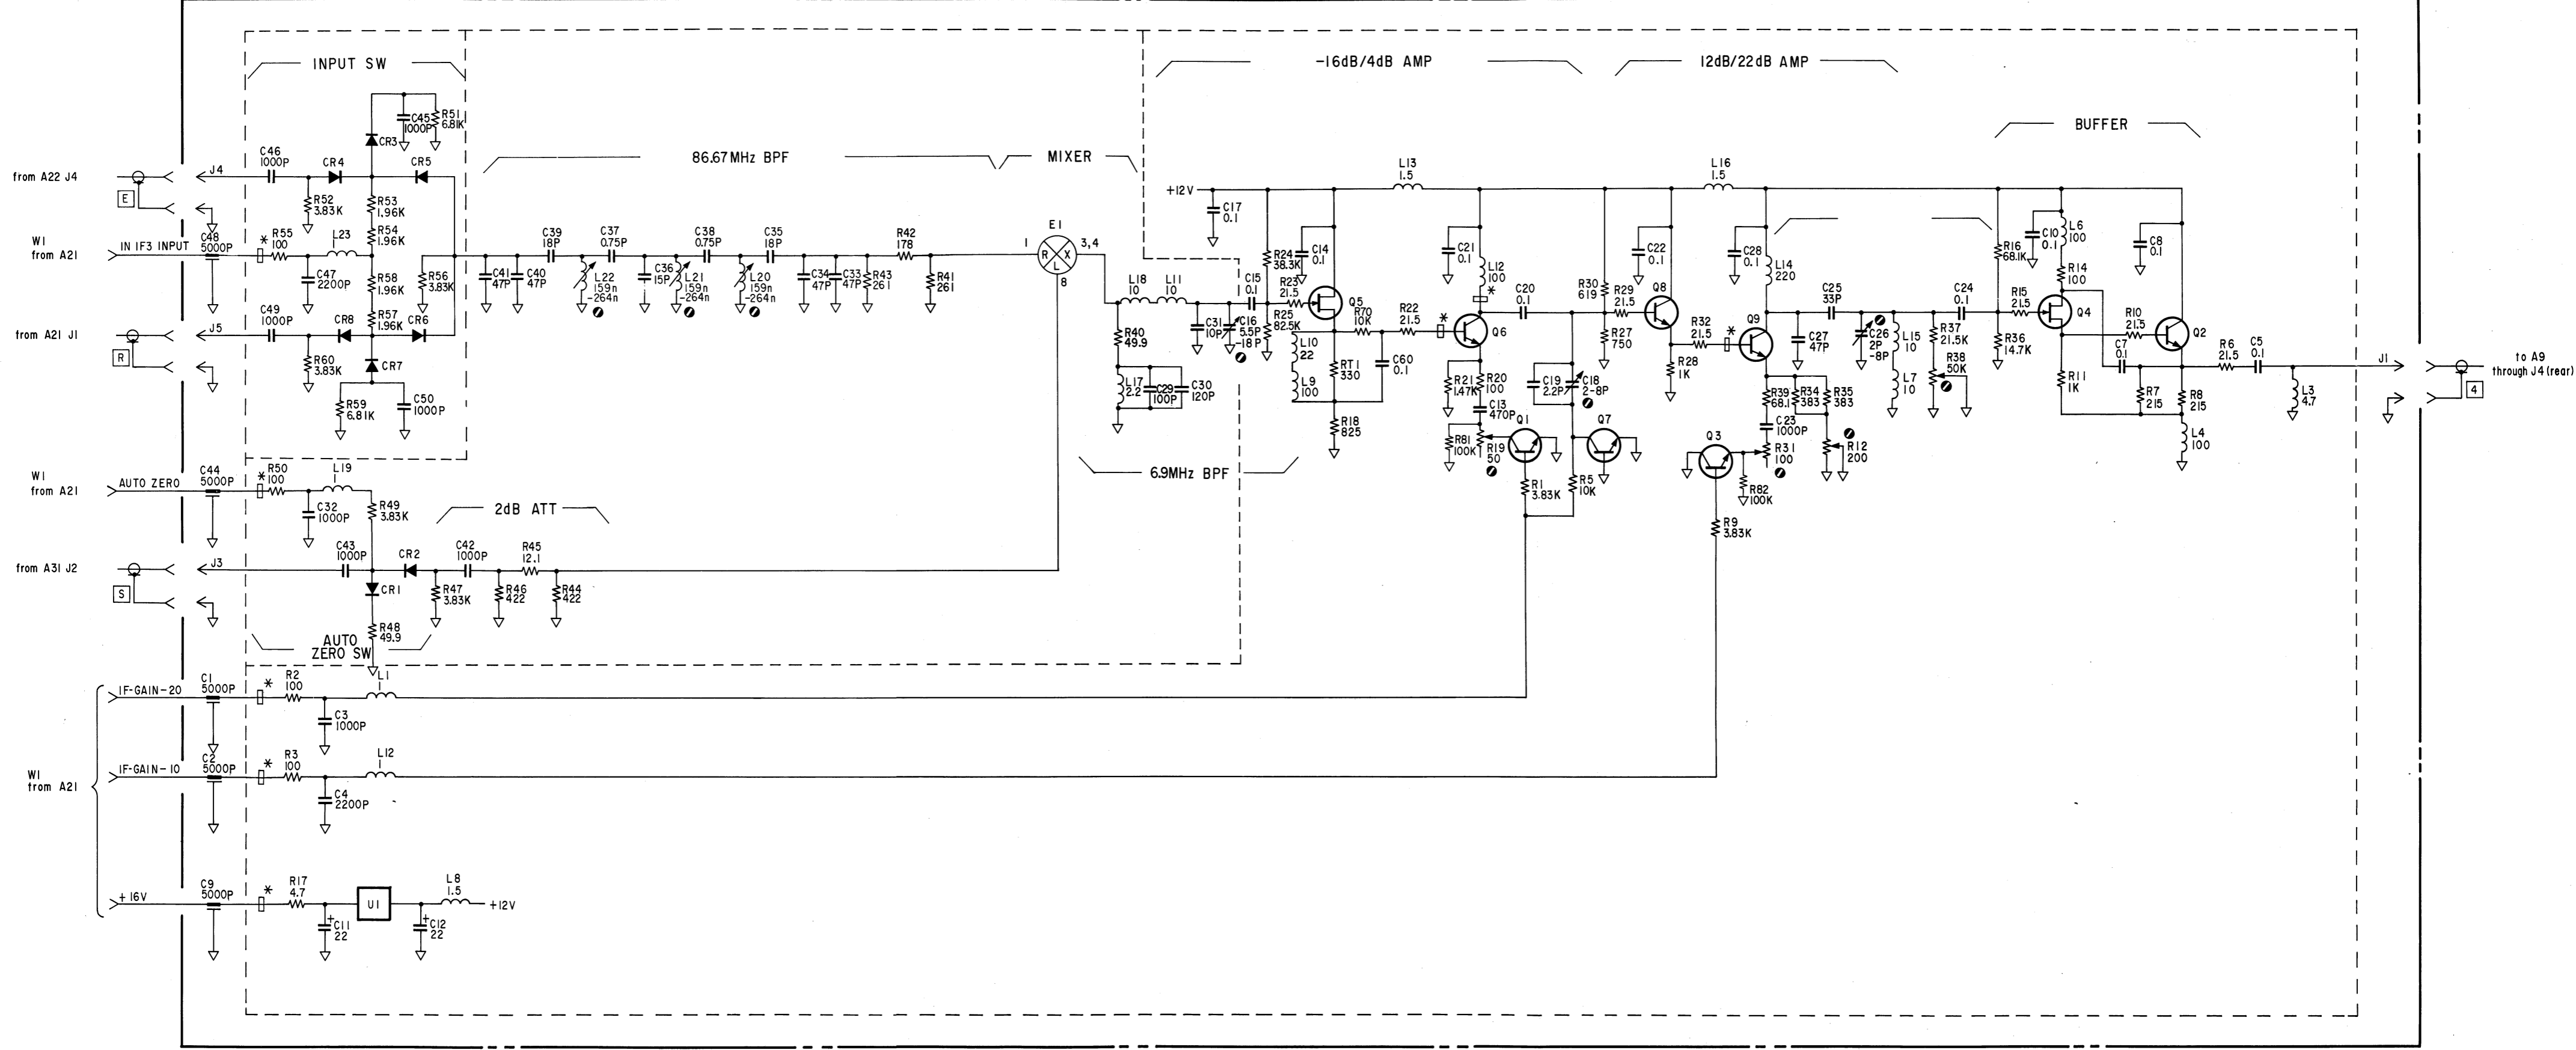 INPUT SW
-16dB/4dB AMP
12dB/22dB AMP
BUFFER
86.67MHz BPF
MIXER
C45
1000P
R51
6.81K
CR3
C46
1000P
CR4
CR5
from A22 J4
J4
E
R52
3.83K
R53
1.96K
R54
1.96K
W1
from A21
IN IF3 INPUT
C48
5000P
*
R55
100
L23
C47
2200P
R58
1.96K
R56
3.83K
R57
1.96K
C49
1000P
CR8
CR6
from A21 J1
J5
R
R60
3.83K
CR7
R59
6.81K
C50
1000P
C41
47P
C40
47P
C39
18P
L22
159n
-264n
C37
0.75P
C36
15P
L21
159n
-264n
C38
0.75P
L20
159n
-264n
C35
18P
C34
47P
C33
47P
R43
261
R42
178
R41
261
E1
1
R
X
L
3,4
8
L18
10
L11
10
R40
49.9
L17
2.2
C29
100P
C30
120P
C31
10P
C16
5.5P
-18P
C15
0.1
6.9MHz BPF
+12V
C17
0.1
R24
38.3K
R25
82.5K
R23
21.5
C14
0.1
Q5
L10
22
L9
100
RT1
330
R18
825
R70
10K
C60
0.1
R22
21.5
*
L13
1.5
C21
0.1
L12
100
*
Q6
R21
1.47K
R20
100
C13
470P
R81
100K
R19
50
Q1
R1
3.83K
C20
0.1
C19
2.2P
C18
2-8P
Q7
R5
10K
R30
619
R29
21.5
R27
750
C22
0.1
Q8
R28
1K
R32
21.5
*
L16
1.5
C28
0.1
L14
220
Q9
R39
68.1
R34
383
R35
383
C23
1000P
Q3
R31
100
R12
200
R82
100K
R9
3.83K
C27
47P
C25
33P
C26
2P
-8P
L15
10
L7
10
R37
21.5K
R38
50K
C24
0.1
R16
68.1K
R15
21.5
R36
14.7K
C10
0.1
L6
100
R14
100
Q4
R11
1K
C7
0.1
R10
21.5
C8
0.1
Q2
R7
215
R8
215
L4
100
R6
21.5
C5
0.1
L3
4.7
J1
4
to A9
through J4 (rear)
W1
from A21
AUTO ZERO
C44
5000P
*
R50
100
L19
C32
1000P
R49
3.83K
2dB ATT
from A31 J2
J3
S
C43
1000P
CR2
CR1
R48
49.9
R47
3.83K
C42
1000P
R46
422
R45
12.1
R44
422
AUTO
ZERO SW
IF-GAIN-20
C1
5000P
*
R2
100
C3
1000P
L1
IF-GAIN-10
C2
5000P
*
R3
100
C4
2200P
L12
W1
from A21
+16V
C9
5000P
*
R17
4.7
C11
22
+
U1
C12
22
+
L8
1.5
+12V